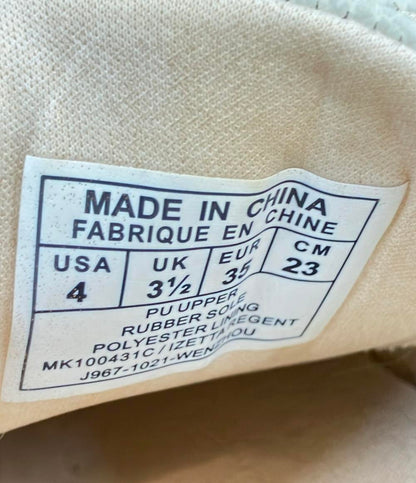 MADE IN CHINA
FABRIQUE EN CHINE
USA UK EUR CM
4 3½ 35 23
PU UPPER
RUBBER SOLE
POLYESTER LINING
MK100431C / IZETTA REGENT
J967-1021-WENZHOU